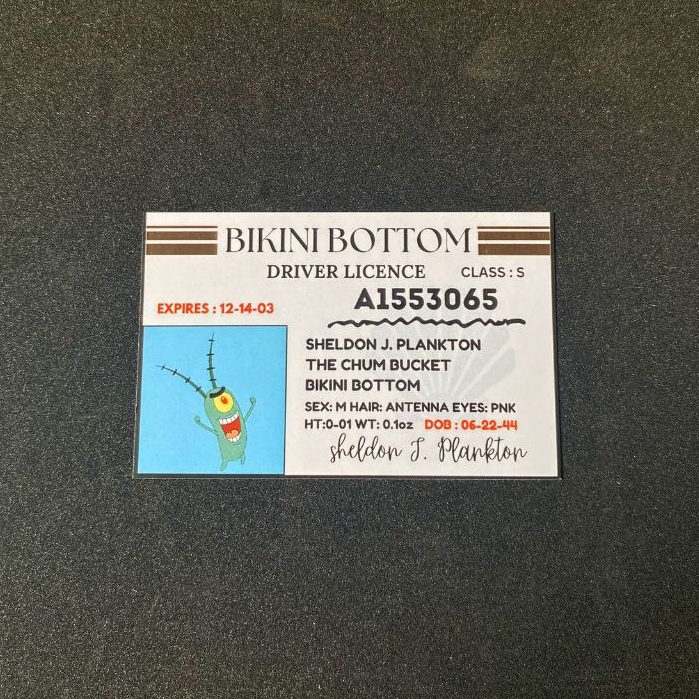 BIKINI BOTTOM
DRIVER LICENCE CLASS : S
A1553065
EXPIRES : 12-14-03
SHELDON J. PLANKTON
THE CHUM BUCKET
BIKINI BOTTOM
SEX: M HAIR: ANTENNA EYES: PNK
HT:0-01 WT: 0.1oz DOB : 06-22-44
sheldon J. Plankton